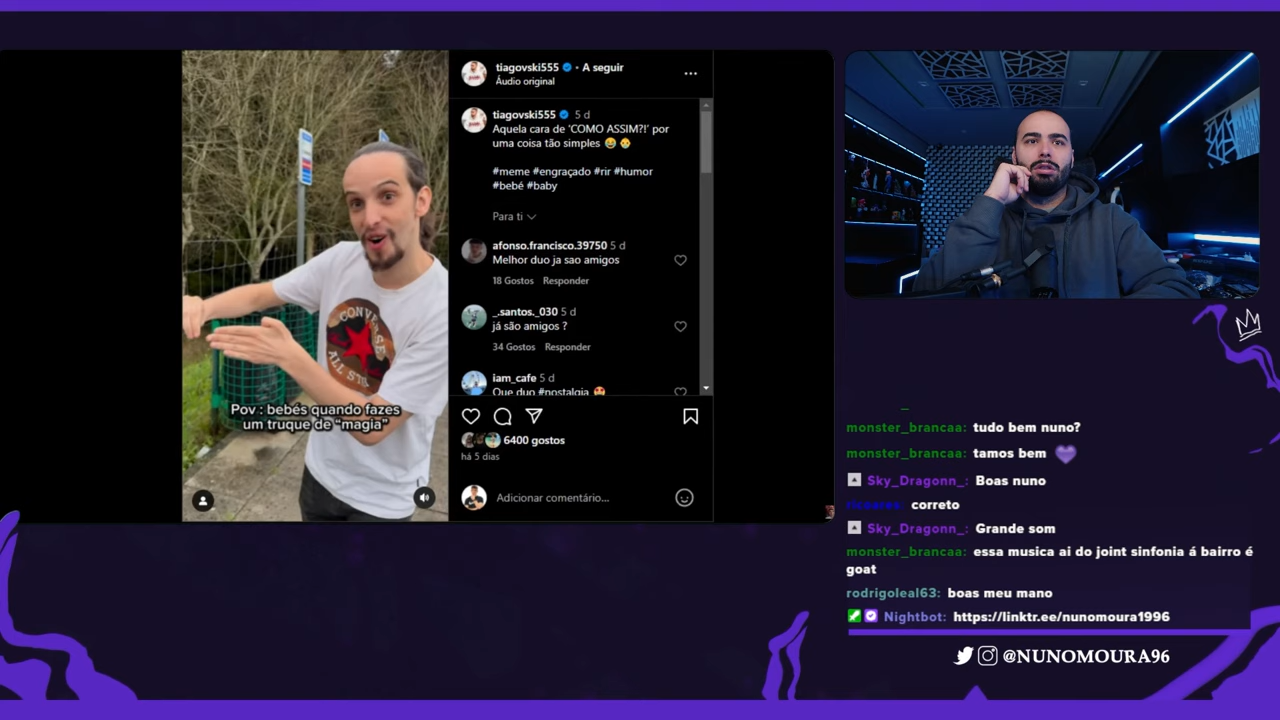 tiagovski555 • A seguir
Áudio original
tiagovski555 5 d
Aquela cara de 'COMO ASSIM?!' por
uma coisa tão simples 😂 👶
#meme #engraçado #rir #humor
#bebé #baby
Para ti
afonso.francisco.39750 5 d
Melhor duo ja sao amigos
18 Gostos Responder
_.santos._030 5 d
já são amigos ?
34 Gostos Responder
iam_cafe 5 d
Que duo #nostalgia 🤩
6400 gostos
há 5 dias
Adicionar comentário...
CONVERSE
ALL STAR
Pov : bebés quando fazes
um truque de “magia”
monster_brancaa: tudo bem nuno?
monster_brancaa: tamos bem 💜
Sky_Dragonn_: Boas nuno
correto
Sky_Dragonn_: Grande som
monster_brancaa: essa musica ai do joint sinfonia á bairro é
goat
rodrigoleal63: boas meu mano
Nightbot: https://linktr.ee/nunomoura1996
@NUNOMOURA96